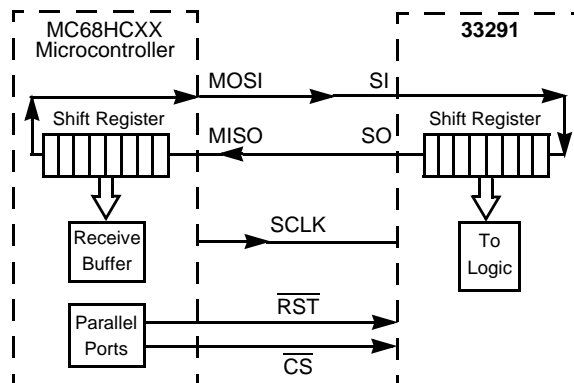 MC68HCXX
Microcontroller
33291
MOSI
SI
Shift Register
Shift Register
MISO
SO
SCLK
Receive
Buffer
To
Logic
Parallel
Ports
RST
CS